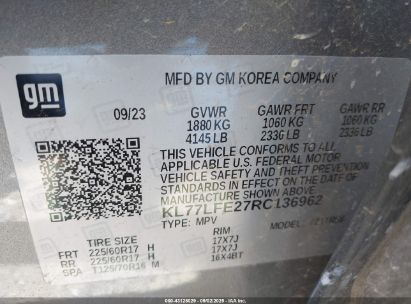 MFD BY GM KOREA COMPANY
gm
09/23 GVWR GAWR FRT GAWR RR
1880 KG 1060 KG 1060 KG
4145 LB 2336 LB 2336 LB
THIS VEHICLE CONFORMS TO ALL
APPLICABLE U.S. FEDERAL MOTOR
VEHICLE SAFETY AND THEFT PREVENTION
STANDARDS IN EFFECT ON THE DATE OF
MANUFACTURE SHOWN ABOVE.
KL77LFE27RC136962
TYPE: MPV MODEL:
TIRE SIZE RIM
FRT 225/60R17 H 17X7J
RR 225/60R17 H 17X7J
SPA T125/70R16 M 16X4BT